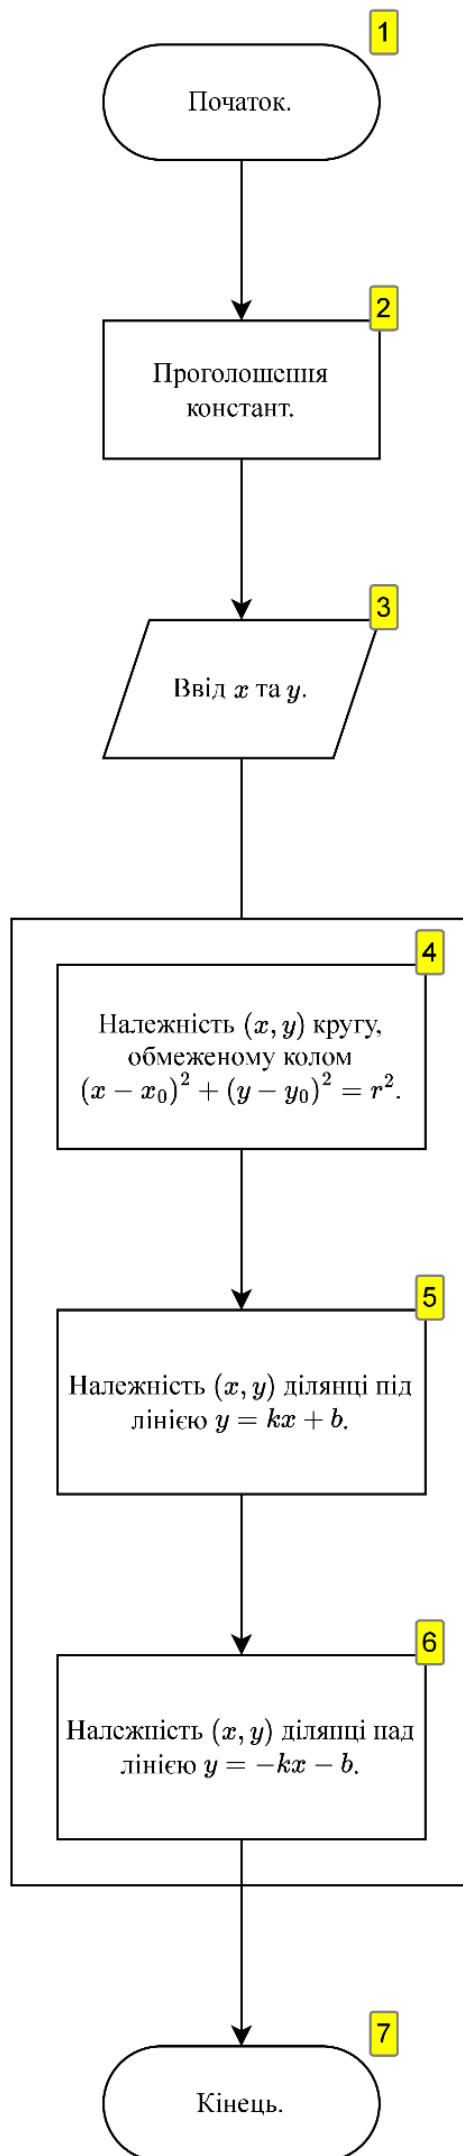 1
Початок.
2
Проголошення
констант.
3
Ввід x та y.
4
Належність (x, y) кругу,
обмеженому колом
(x − x₀)² + (y − y₀)² = r².
5
Належність (x, y) ділянці під
лінією y = kx + b.
6
Належність (x, y) ділянці над
лінією y = −kx − b.
7
Кінець.